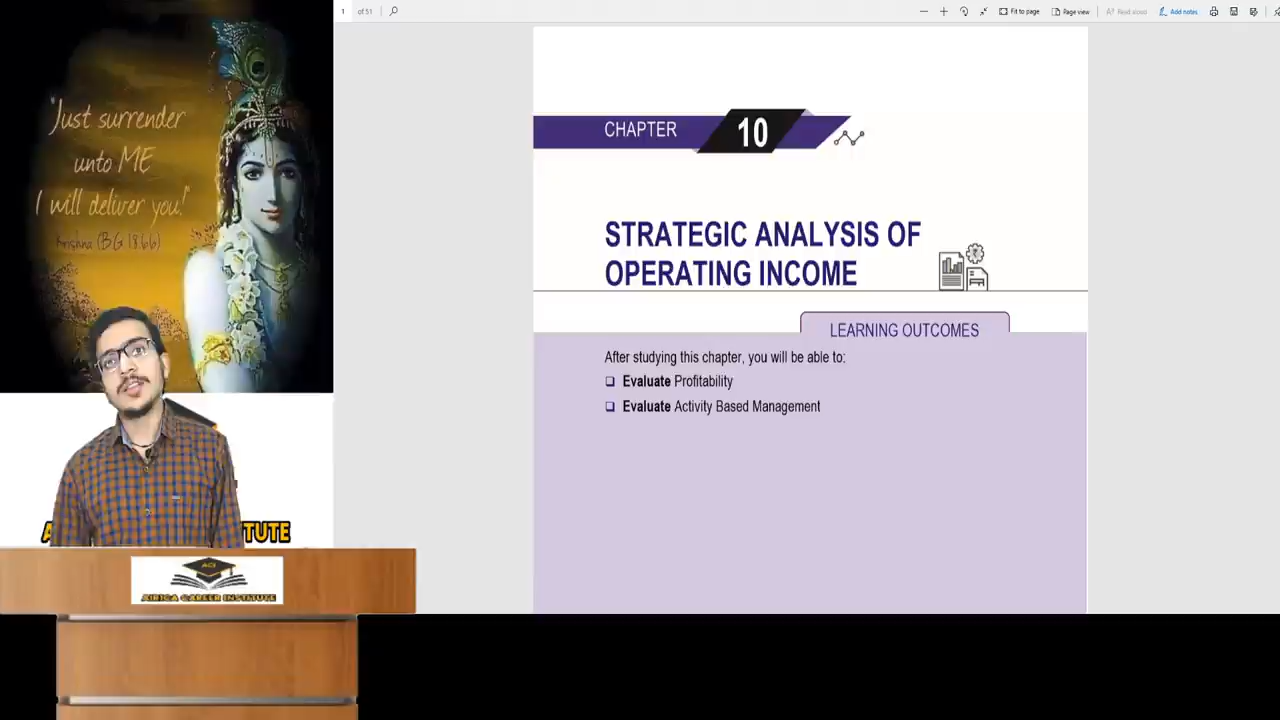 1 of 51
Fit to page
Page view
Read aloud
Add notes
"Just surrender
unto ME
I will deliver you!"
Krishna (BG 18.66)
CHAPTER 10
STRATEGIC ANALYSIS OF
OPERATING INCOME
LEARNING OUTCOMES
After studying this chapter, you will be able to:
Evaluate Profitability
Evaluate Activity Based Management
A
TUTE
ACI
CAREER INSTITUTE